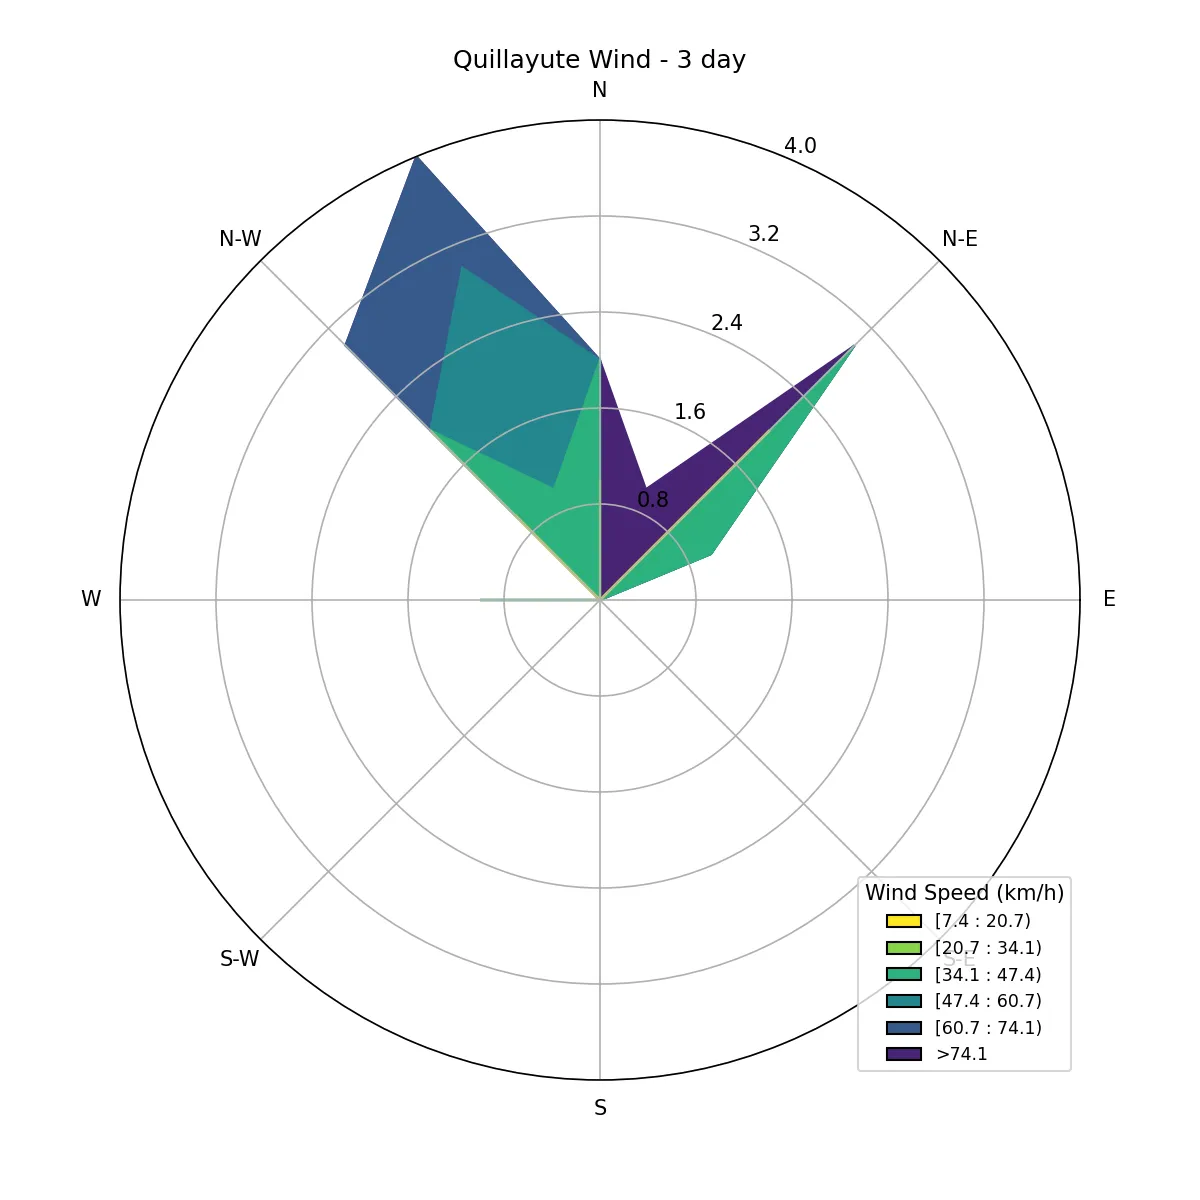 Quillayute Wind - 3 day
N
4.0
3.2
N-W
N-E
2.4
1.6
0.8
W
E
Wind Speed (km/h)
[7.4 : 20.7)
[20.7 : 34.1)
S-W
S-E
[34.1 : 47.4)
[47.4 : 60.7)
[60.7 : 74.1)
>74.1
S